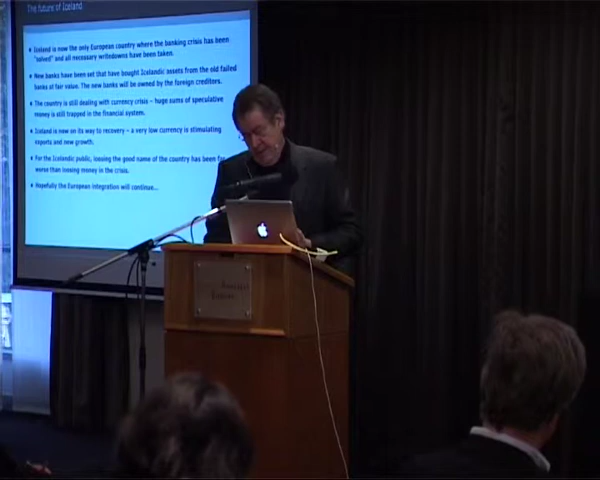 The future of Iceland
Iceland is now the only European country where the banking crisis has been
"solved" and all necessary writedowns have been taken.
New banks have been set that have bought Icelandic assets from the old failed
banks at fair value. The new banks will be owned by the foreign creditors.
The country is still dealing with currency crisis – huge sums of speculative
money is still trapped in the financial system.
Iceland is now on its way to recovery – a very low currency is stimulating
exports and new growth.
For the Icelandic public, loosing the good name of the country has been far
worse than loosing money in the crisis.
Hopefully the European integration will continue...